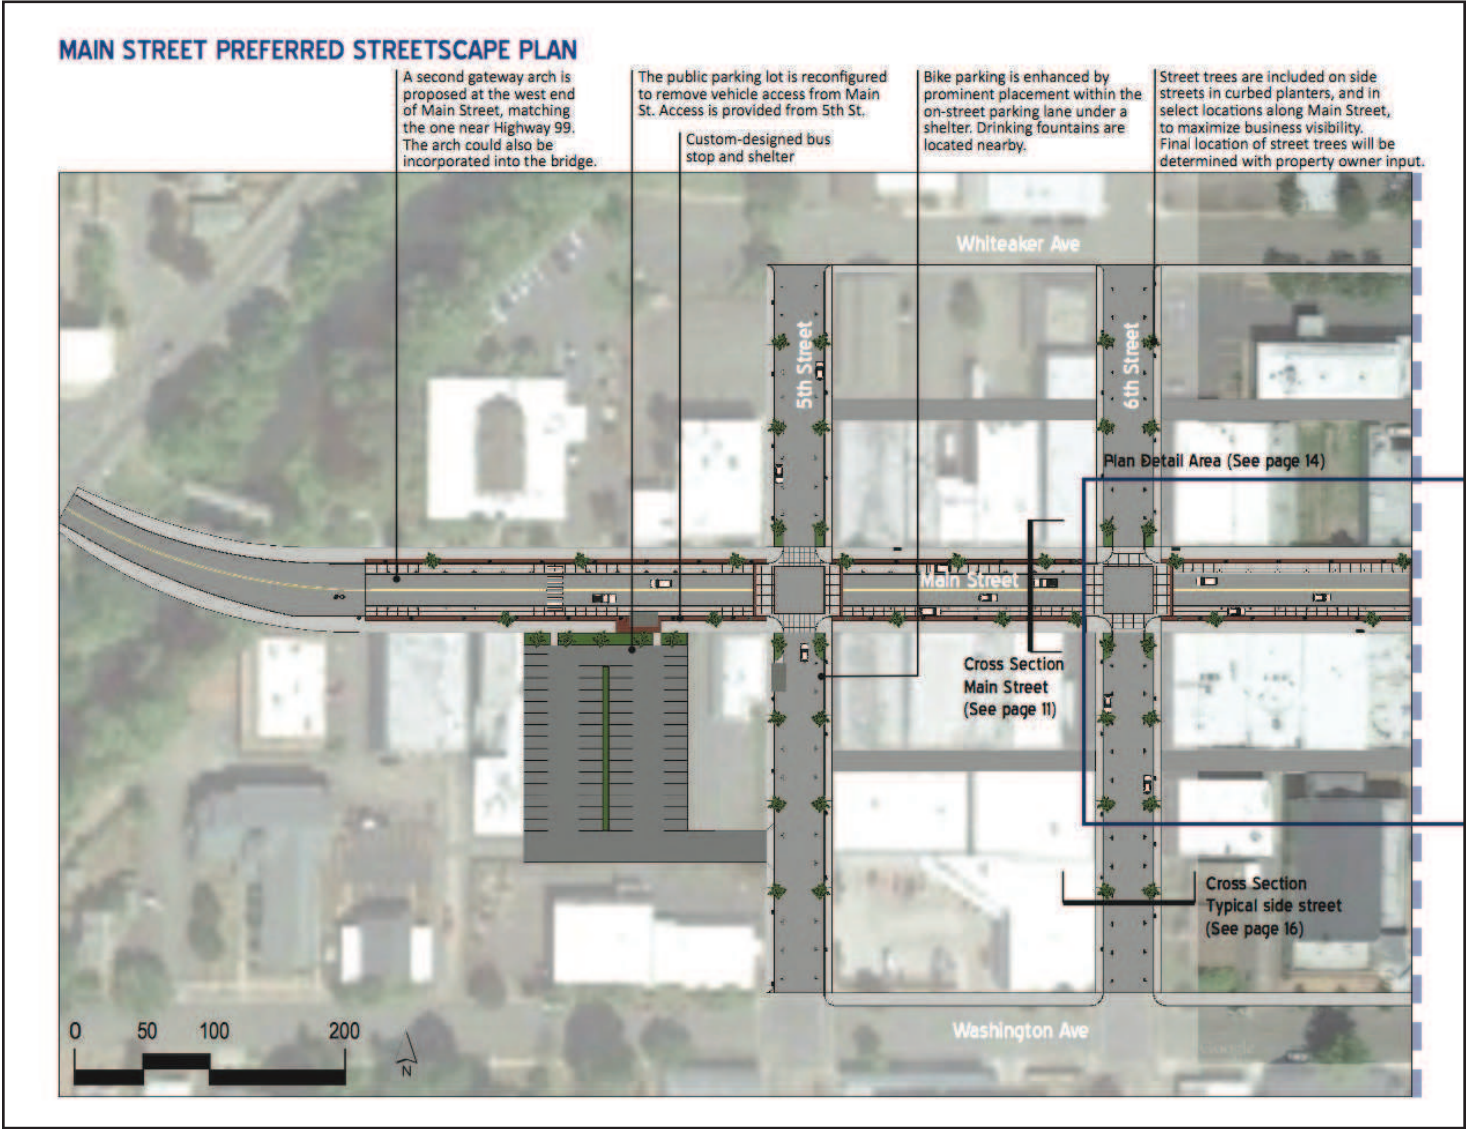 MAIN STREET PREFERRED STREETSCAPE PLAN
A second gateway arch is
proposed at the west end
of Main Street, matching
the one near Highway 99.
The arch could also be
incorporated into the bridge.
The public parking lot is reconfigured
to remove vehicle access from Main
St. Access is provided from 5th St.
Custom-designed bus
stop and shelter
Bike parking is enhanced by
prominent placement within the
on-street parking lane under a
shelter. Drinking fountains are
located nearby.
Street trees are included on side
streets in curbed planters, and in
select locations along Main Street,
to maximize business visibility.
Final location of street trees will be
determined with property owner input.
Whiteaker Ave
5th Street
6th Street
Plan Detail Area (See page 14)
Main Street
Cross Section
Main Street
(See page 11)
Cross Section
Typical side street
(See page 16)
Washington Ave
0 50 100 200
N